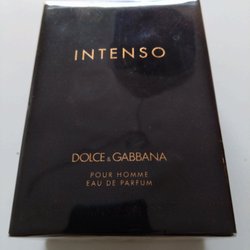 INTENSO
DOLCE & GABBANA
POUR HOMME
EAU DE PARFUM